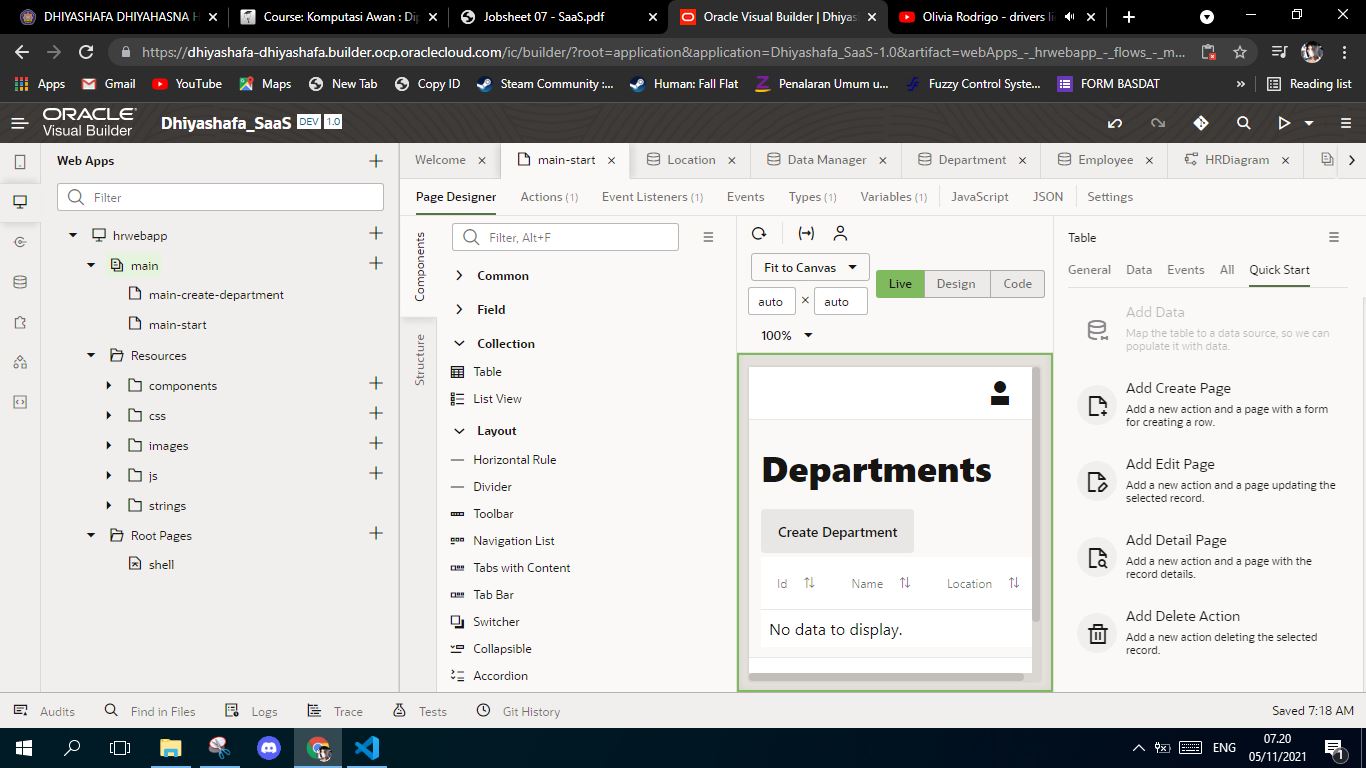 DHIYASHAFA DHIYAHASNA H
Course: Komputasi Awan : Dip
Jobsheet 07 - SaaS.pdf
Oracle Visual Builder | Dhiyash
Olivia Rodrigo - drivers li
https://dhiyashafa-dhiyashafa.builder.ocp.oraclecloud.com/ic/builder/?root=application&application=Dhiyashafa_SaaS-1.0&artifact=webApps_-_hrwebapp_-_flows_-_m...
Apps
Gmail
YouTube
Maps
New Tab
Copy ID
Steam Community :...
Human: Fall Flat
Penalaran Umum u...
Fuzzy Control Syste...
FORM BASDAT
»
Reading list
ORACLE
Visual Builder
Dhiyashafa_SaaS DEV 1.0
Web Apps
Filter
hrwebapp
main
main-create-department
main-start
Resources
components
css
images
js
strings
Root Pages
shell
Welcome
main-start
Location
Data Manager
Department
Employee
HRDiagram
Page Designer
Actions (1)
Event Listeners (1)
Events
Types (1)
Variables (1)
JavaScript
JSON
Settings
Components
Structure
Filter, Alt+F
Common
Field
Collection
Table
List View
Layout
Horizontal Rule
Divider
Toolbar
Navigation List
Tabs with Content
Tab Bar
Switcher
Collapsible
Accordion
Fit to Canvas
auto × auto
Live
Design
Code
100%
Departments
Create Department
Id
Name
Location
No data to display.
Table
General
Data
Events
All
Quick Start
Add Data
Map the table to a data source, so we can
populate it with data.
Add Create Page
Add a new action and a page with a form
for creating a row.
Add Edit Page
Add a new action and a page updating the
selected record.
Add Detail Page
Add a new action and a page with the
record details.
Add Delete Action
Add a new action deleting the selected
record.
Audits
Find in Files
Logs
Trace
Tests
Git History
Saved 7:18 AM
ENG
07.20
05/11/2021
1